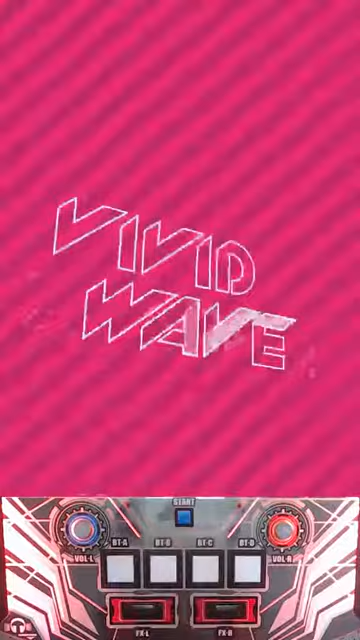 VIVID
WAVE
START
BT-A
BT-B
BT-C
BT-D
VOL-L
VOL-R
FX-L
FX-R